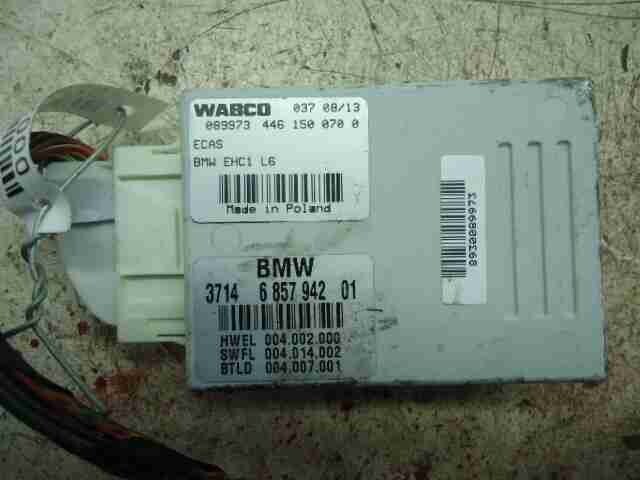 WABCO 037 08/13
089973 446 150 070 0
ECAS
BMW EHC1 L6
Made in Poland
BMW
3714 6 857 942 01
HWEL 004.002.000
SWFL 004.014.002
BTLD 004.007.001
8930089973